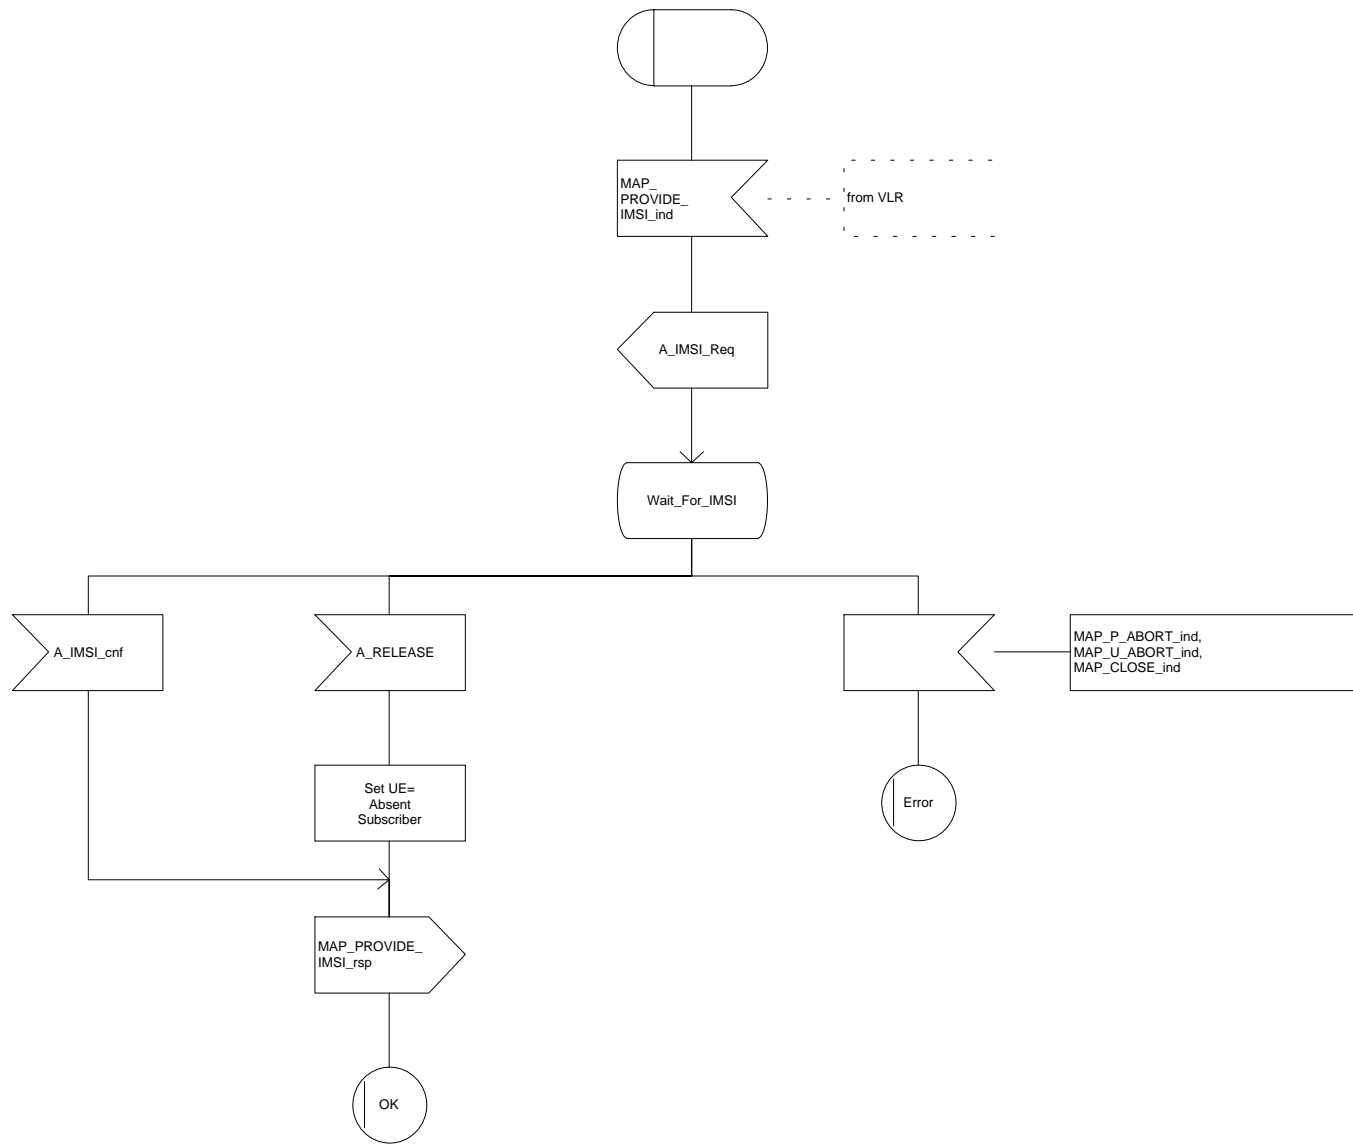 MAP_
PROVIDE_
IMSI_ind
from VLR
A_IMSI_Req
Wait_For_IMSI
A_IMSI_cnf
A_RELEASE
MAP_P_ABORT_ind,
MAP_U_ABORT_ind,
MAP_CLOSE_ind
Set UE=
Absent
Subscriber
Error
MAP_PROVIDE_
IMSI_rsp
OK